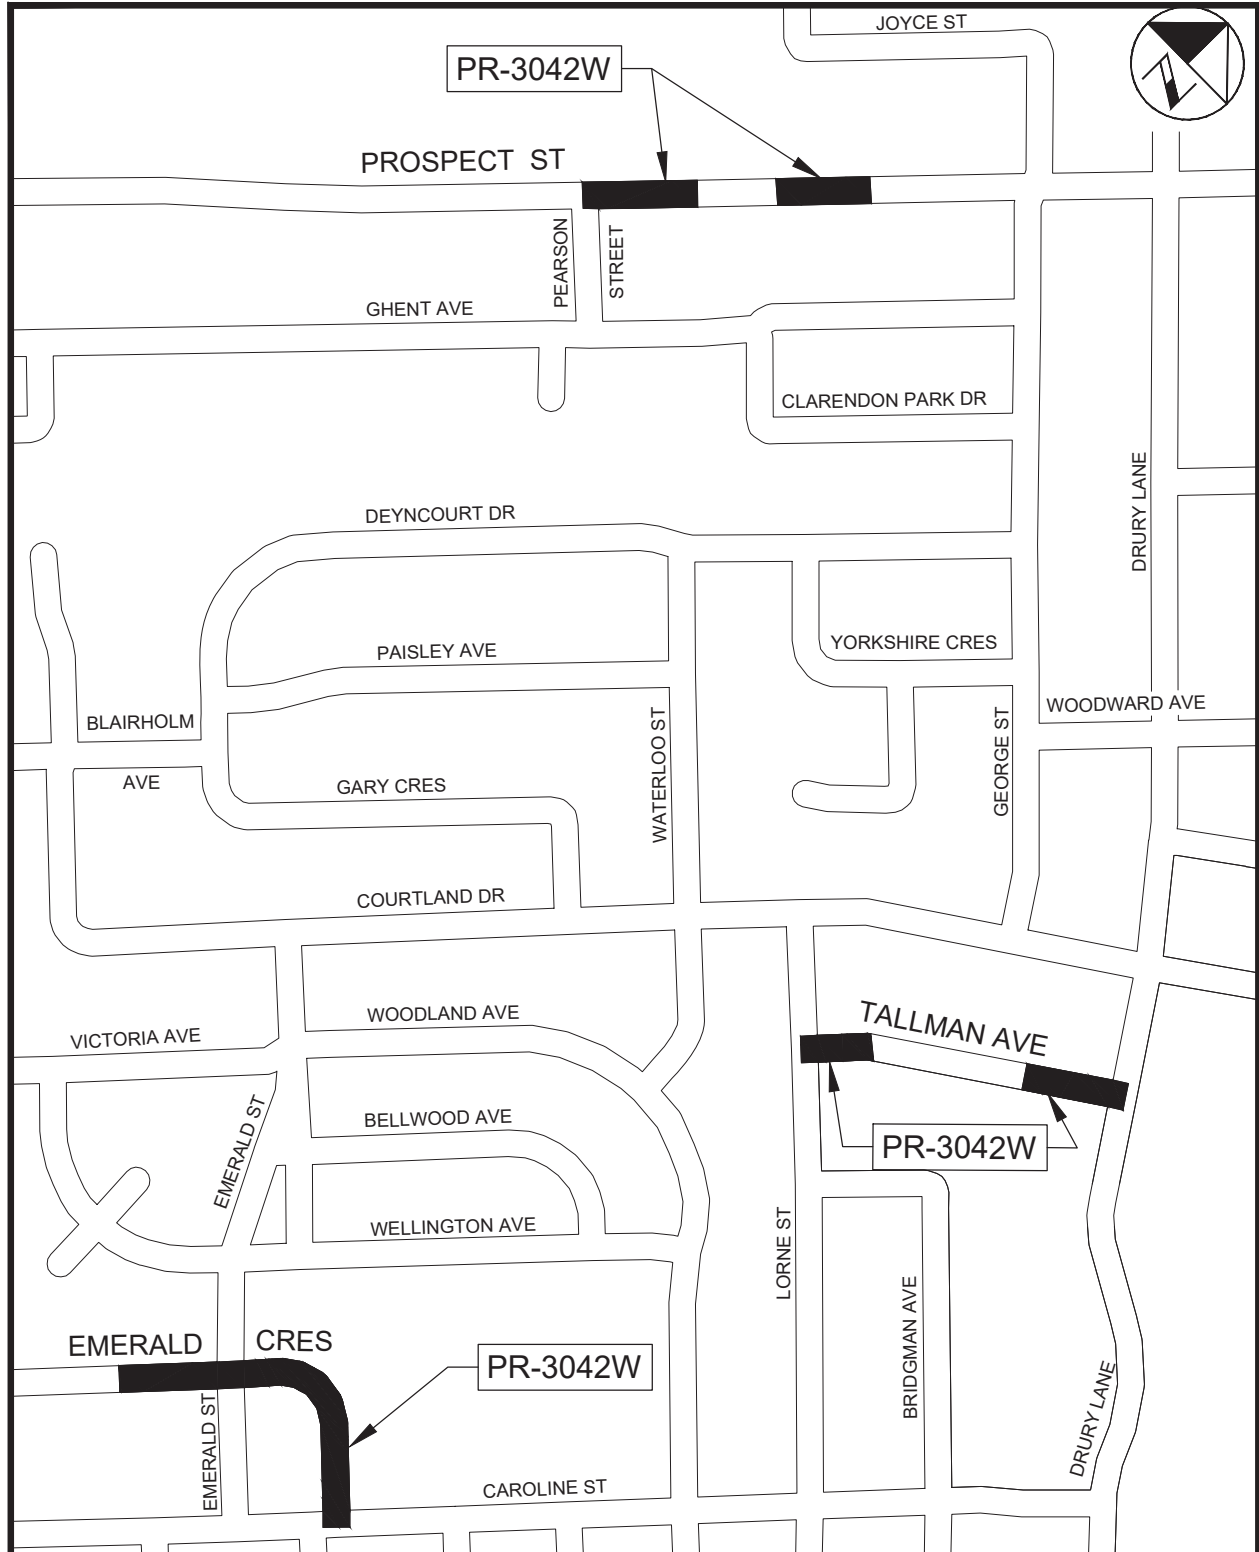 JOYCE ST
PR-3042W
PROSPECT ST
PEARSON
STREET
GHENT AVE
CLARENDON PARK DR
DRURY LANE
DEYNCOURT DR
YORKSHIRE CRES
PAISLEY AVE
WOODWARD AVE
BLAIRHOLM
AVE
WATERLOO ST
GEORGE ST
GARY CRES
COURTLAND DR
WOODLAND AVE
TALLMAN AVE
VICTORIA AVE
EMERALD ST
BELLWOOD AVE
PR-3042W
WELLINGTON AVE
LORNE ST
BRIDGMAN AVE
EMERALD CRES
PR-3042W
DRURY LANE
EMERALD ST
CAROLINE ST